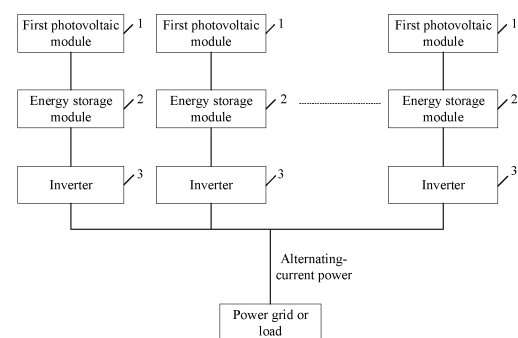 First photovoltaic
module
1
First photovoltaic
module
1
First photovoltaic
module
1
Energy storage
module
2
Energy storage
module
2
Energy storage
module
2
Inverter
3
Inverter
3
Inverter
3
Alternating-
current power
Power grid or
load